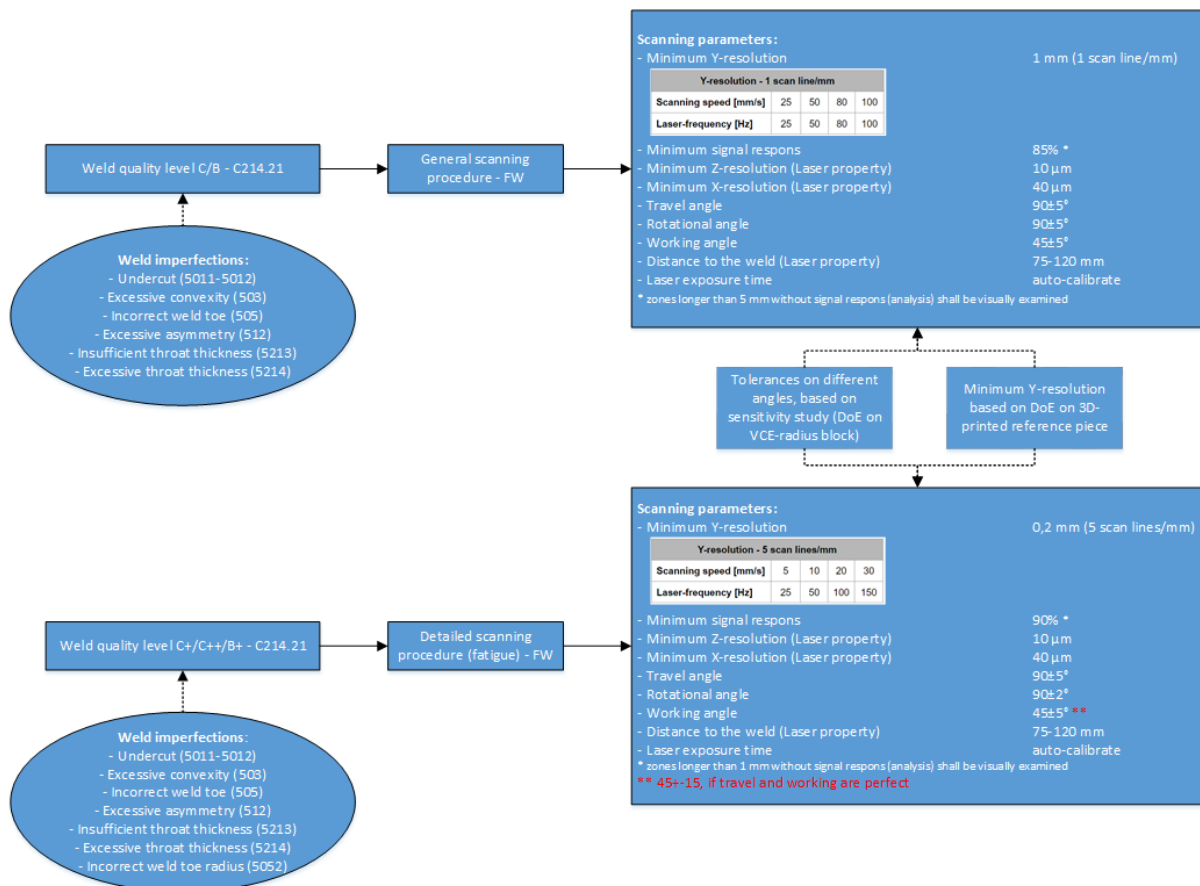 Scanning parameters:
- Minimum Y-resolution 1 mm (1 scan line/mm)
Y-resolution - 1 scan line/mm
Scanning speed [mm/s] 25 50 80 100
Laser-frequency [Hz] 25 50 80 100
- Minimum signal respons 85% *
- Minimum Z-resolution (Laser property) 10 µm
- Minimum X-resolution (Laser property) 40 µm
- Travel angle 90±5°
- Rotational angle 90±5°
- Working angle 45±5°
- Distance to the weld (Laser property) 75-120 mm
- Laser exposure time auto-calibrate
* zones longer than 5 mm without signal respons (analysis) shall be visually examined
Weld quality level C/B - C214.21
General scanning
procedure - FW
Weld imperfections:
- Undercut (5011-5012)
- Excessive convexity (503)
- Incorrect weld toe (505)
- Excessive asymmetry (512)
- Insufficient throat thickness (5213)
- Excessive throat thickness (5214)
Tolerances on different
angles, based on
sensitivity study (DoE on
VCE-radius block)
Minimum Y-resolution
based on DoE on 3D-
printed reference piece
Scanning parameters:
- Minimum Y-resolution 0,2 mm (5 scan lines/mm)
Y-resolution - 5 scan lines/mm
Scanning speed [mm/s] 5 10 20 30
Laser-frequency [Hz] 25 50 100 150
- Minimum signal respons 90% *
- Minimum Z-resolution (Laser property) 10 µm
- Minimum X-resolution (Laser property) 40 µm
- Travel angle 90±5°
- Rotational angle 90±2°
- Working angle 45±5° **
- Distance to the weld (Laser property) 75-120 mm
- Laser exposure time auto-calibrate
* zones longer than 1 mm without signal respons (analysis) shall be visually examined
** 45+-15, if travel and working are perfect
Weld quality level C+/C++/B+ - C214.21
Detailed scanning
procedure (fatigue) - FW
Weld imperfections:
- Undercut (5011-5012)
- Excessive convexity (503)
- Incorrect weld toe (505)
- Excessive asymmetry (512)
- Insufficient throat thickness (5213)
- Excessive throat thickness (5214)
- Incorrect weld toe radius (5052)